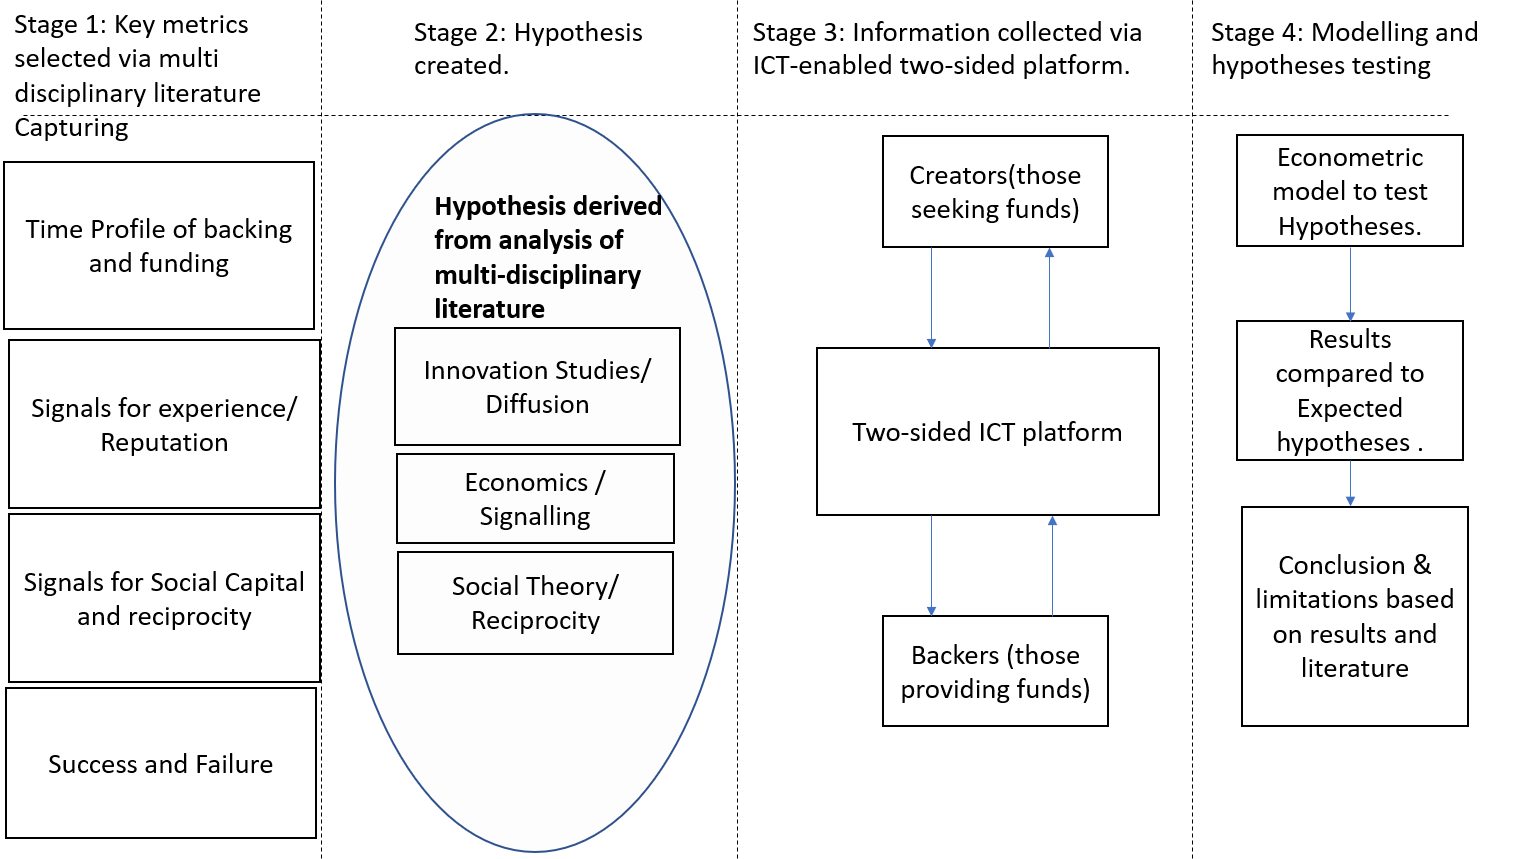 Stage 1: Key metrics
selected via multi
disciplinary literature
Capturing
Time Profile of backing
and funding
Signals for experience/
Reputation
Signals for Social Capital
and reciprocity
Success and Failure
Stage 2: Hypothesis
created.
Hypothesis derived
from analysis of
multi-disciplinary
literature
Innovation Studies/
Diffusion
Economics /
Signalling
Social Theory/
Reciprocity
Stage 3: Information collected via
ICT-enabled two-sided platform.
Creators(those
seeking funds)
Two-sided ICT platform
Backers (those
providing funds)
Stage 4: Modelling and
hypotheses testing
Econometric
model to test
Hypotheses.
Results
compared to
Expected
hypotheses .
Conclusion &
limitations based
on results and
literature